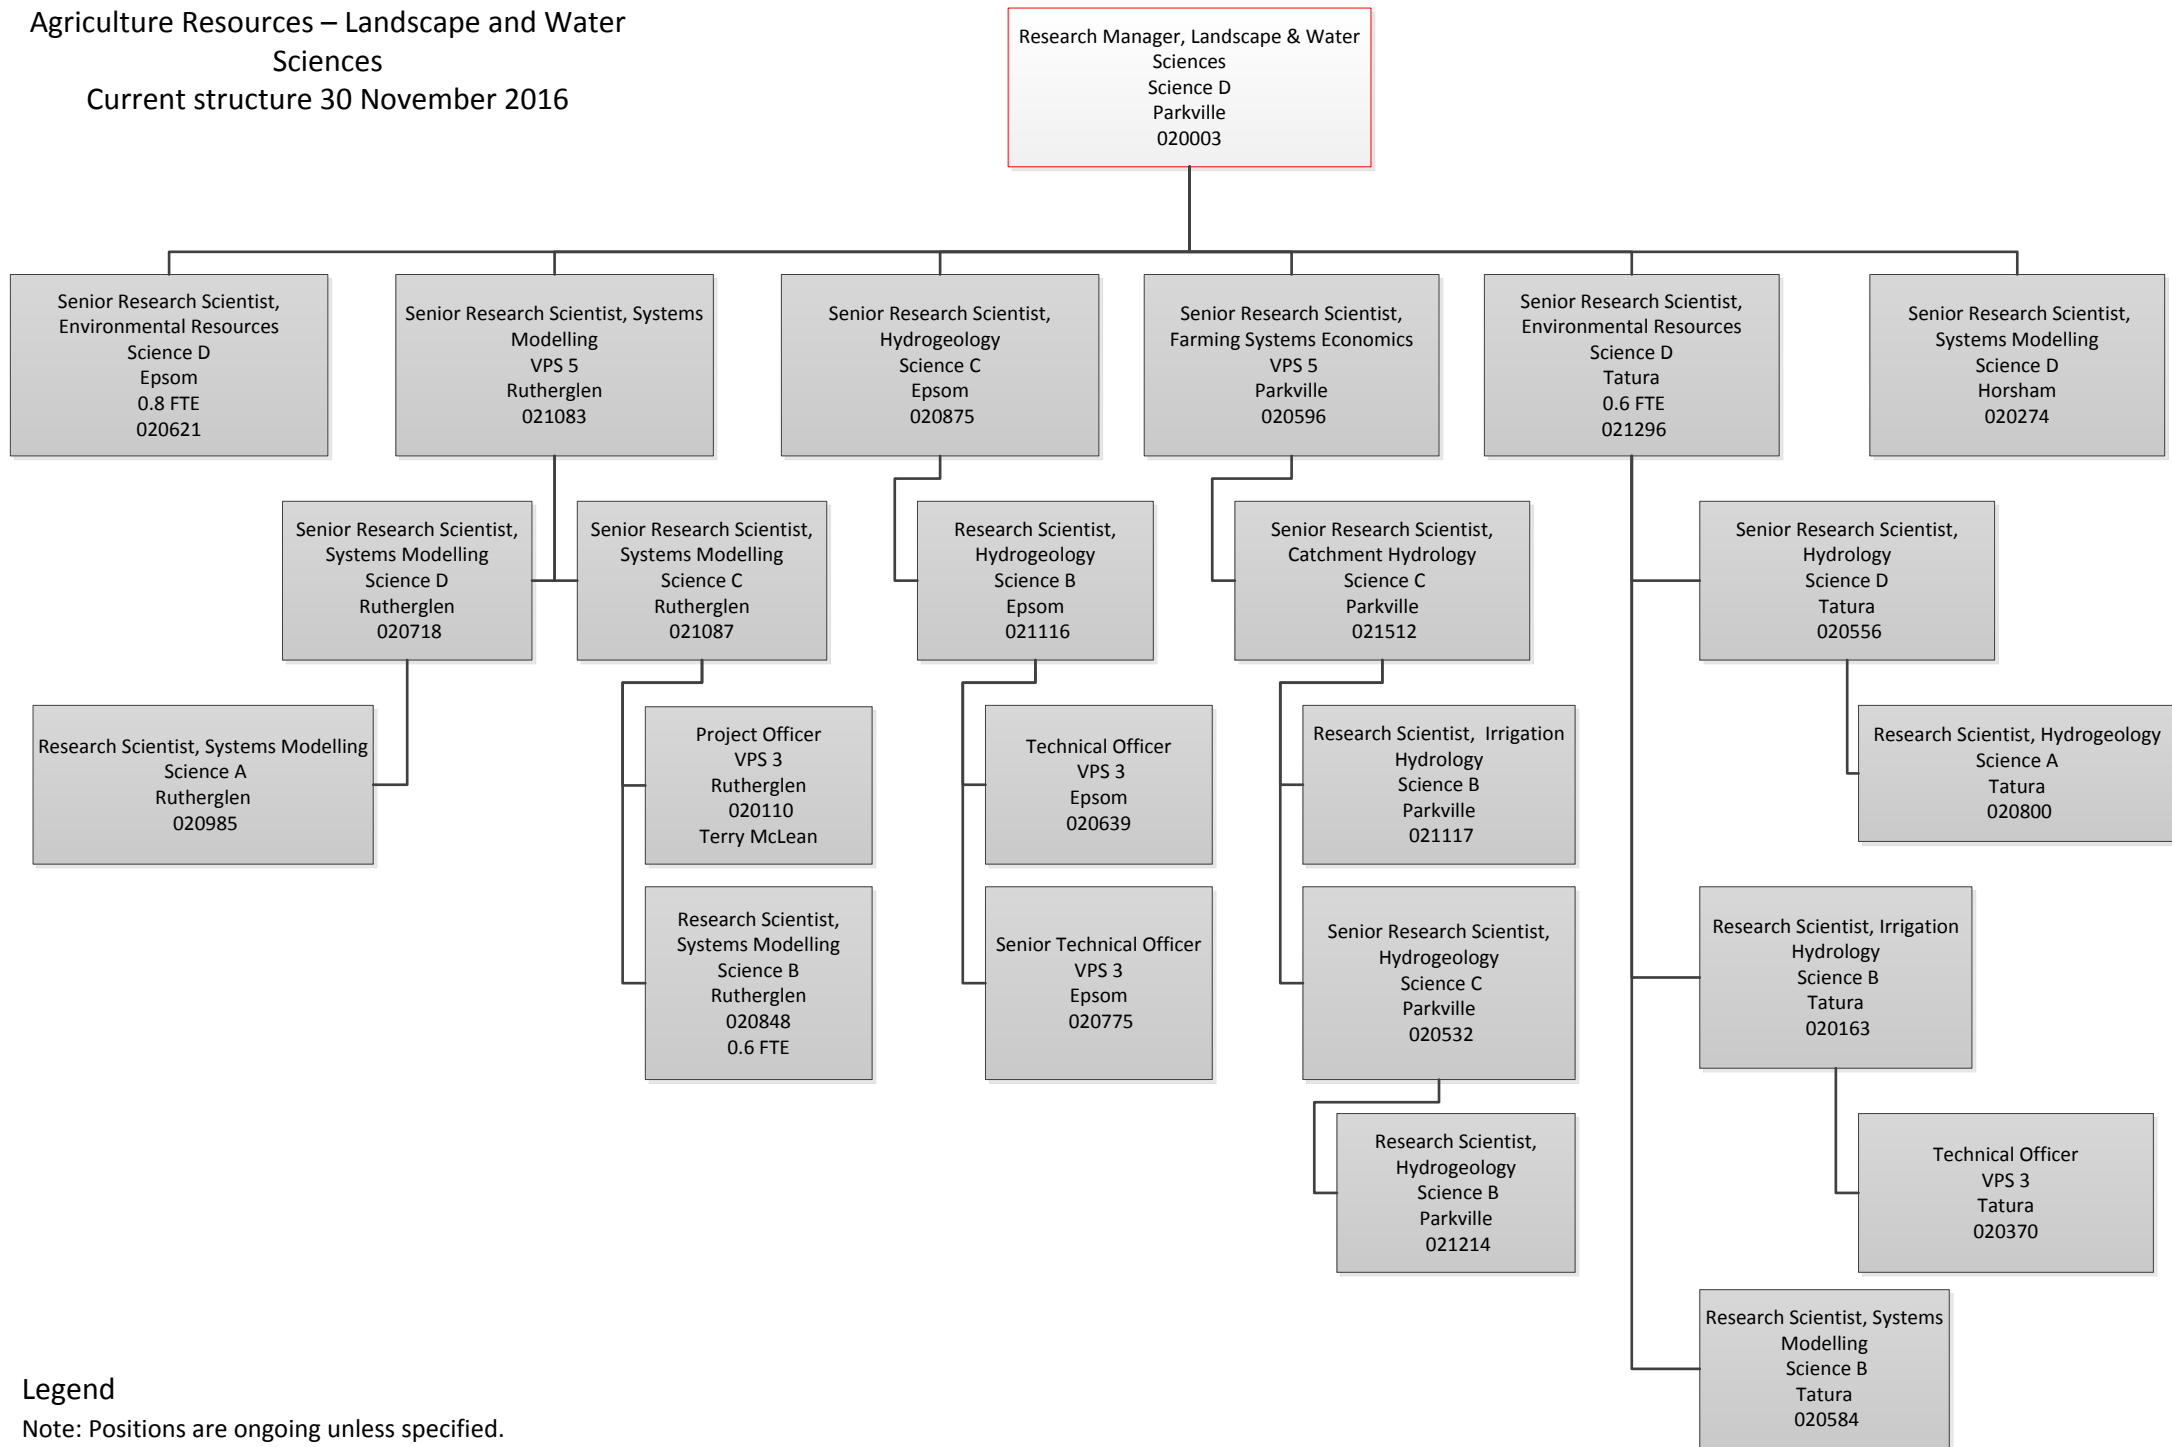 Agriculture Resources – Landscape and Water
Sciences
Current structure 30 November 2016
Research Manager, Landscape & Water
Sciences
Science D
Parkville
020003
Senior Research Scientist,
Environmental Resources
Science D
Epsom
0.8 FTE
020621
Senior Research Scientist, Systems
Modelling
VPS 5
Rutherglen
021083
Senior Research Scientist,
Hydrogeology
Science C
Epsom
020875
Senior Research Scientist,
Farming Systems Economics
VPS 5
Parkville
020596
Senior Research Scientist,
Environmental Resources
Science D
Tatura
0.6 FTE
021296
Senior Research Scientist,
Systems Modelling
Science D
Horsham
020274
Senior Research Scientist,
Systems Modelling
Science D
Rutherglen
020718
Senior Research Scientist,
Systems Modelling
Science C
Rutherglen
021087
Research Scientist,
Hydrogeology
Science B
Epsom
021116
Senior Research Scientist,
Catchment Hydrology
Science C
Parkville
021512
Senior Research Scientist,
Hydrology
Science D
Tatura
020556
Research Scientist, Systems Modelling
Science A
Rutherglen
020985
Project Officer
VPS 3
Rutherglen
020110
Terry McLean
Technical Officer
VPS 3
Epsom
020639
Research Scientist, Irrigation
Hydrology
Science B
Parkville
021117
Research Scientist, Hydrogeology
Science A
Tatura
020800
Research Scientist,
Systems Modelling
Science B
Rutherglen
020848
0.6 FTE
Senior Technical Officer
VPS 3
Epsom
020775
Senior Research Scientist,
Hydrogeology
Science C
Parkville
020532
Research Scientist, Irrigation
Hydrology
Science B
Tatura
020163
Research Scientist,
Hydrogeology
Science B
Parkville
021214
Technical Officer
VPS 3
Tatura
020370
Research Scientist, Systems
Modelling
Science B
Tatura
020584
Legend
Note: Positions are ongoing unless specified.